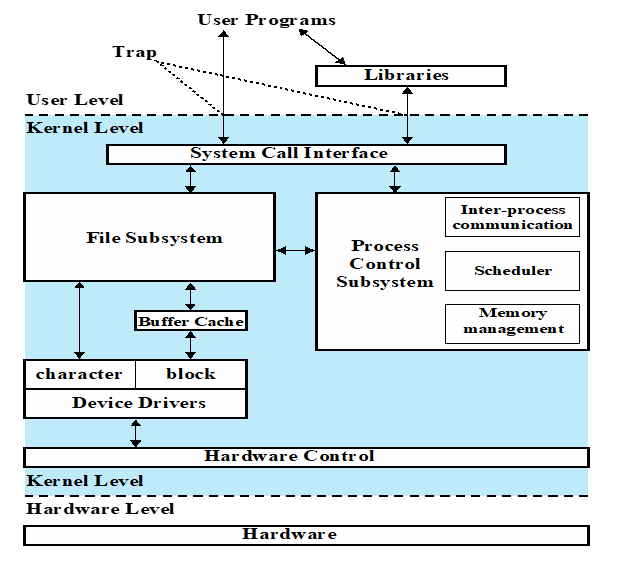 User Programs
Trap
Libraries
User Level
Kernel Level
System Call Interface
File Subsystem
Process
Control
Subsystem
Inter-process
communication
Scheduler
Memory
management
Buffer Cache
character
block
Device Drivers
Hardware Control
Kernel Level
Hardware Level
Hardware